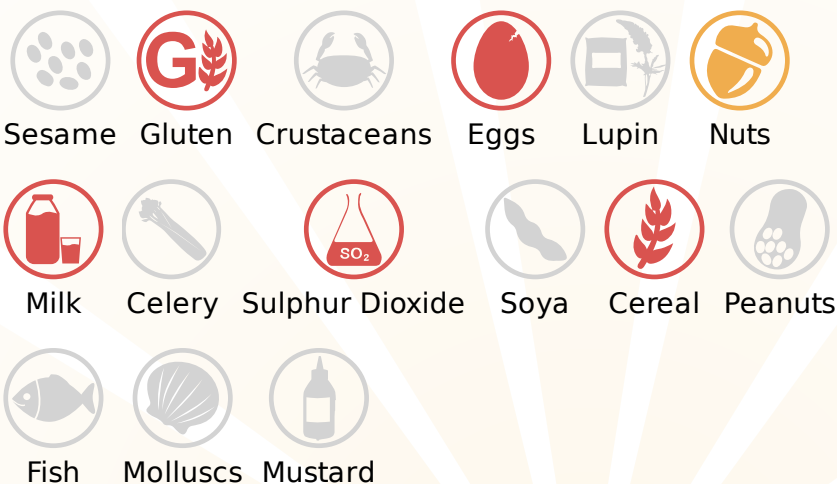 G
Sesame Gluten Crustaceans Eggs Lupin Nuts
SO₂
Milk Celery Sulphur Dioxide Soya Cereal Peanuts
Fish Molluscs Mustard